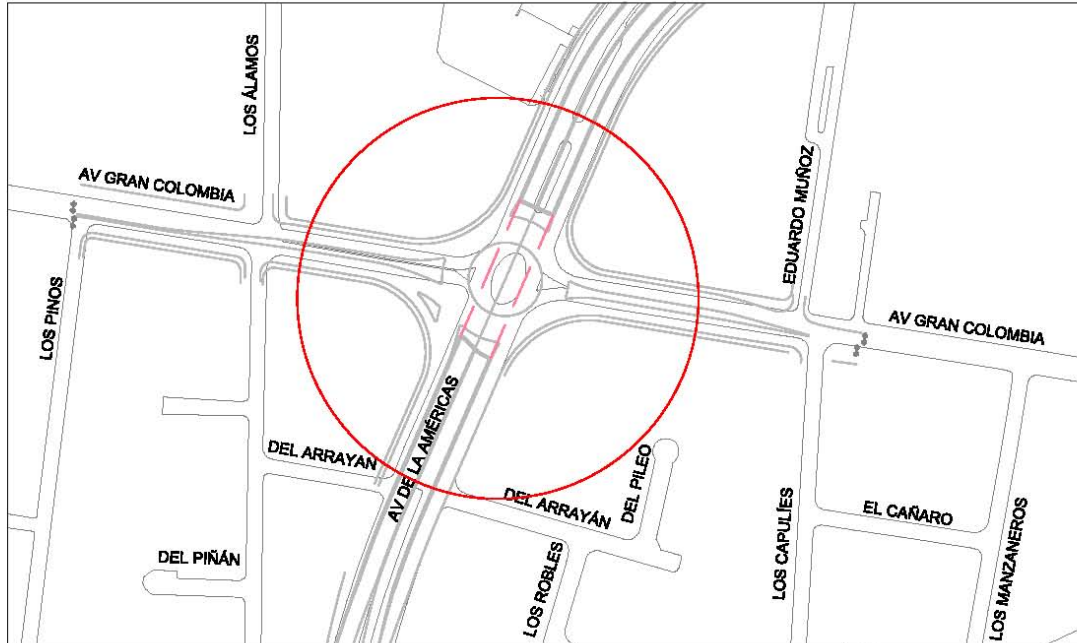 LOS ÁLAMOS
AV GRAN COLOMBIA
EDUARDO MUÑOZ
LOS PINOS
AV GRAN COLOMBIA
AV DE LA AMÉRICAS
DEL ARRAYAN
DEL PILEO
DEL ARRAYÁN
EL CAÑARO
LOS CAPULÍES
LOS MANZANEROS
DEL PIÑÁN
LOS ROBLES